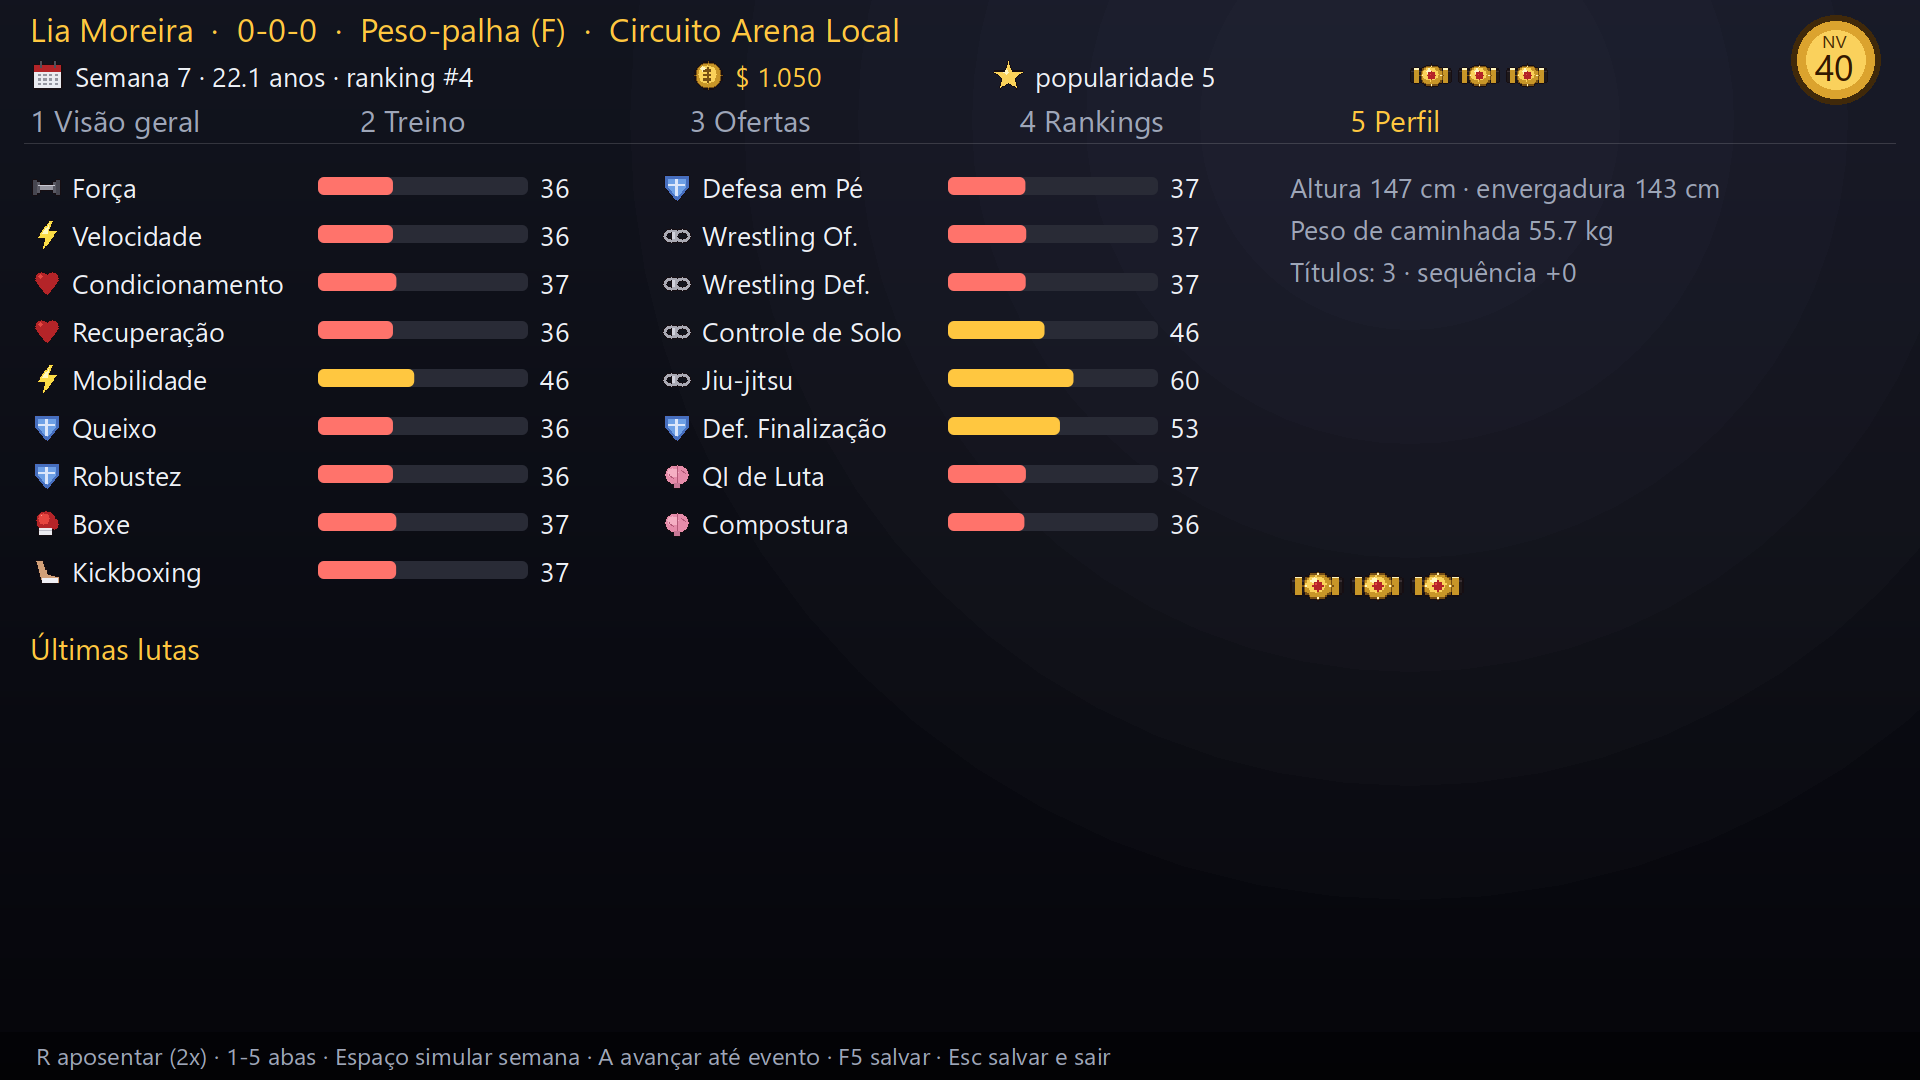 Lia Moreira · 0-0-0 · Peso-palha (F) · Circuito Arena Local
NV
40
Semana 7 · 22.1 anos · ranking #4
$ 1.050
popularidade 5
1 Visão geral
2 Treino
3 Ofertas
4 Rankings
5 Perfil
Força 36
Velocidade 36
Condicionamento 37
Recuperação 36
Mobilidade 46
Queixo 36
Robustez 36
Boxe 37
Kickboxing 37
Defesa em Pé 37
Wrestling Of. 37
Wrestling Def. 37
Controle de Solo 46
Jiu-jitsu 60
Def. Finalização 53
QI de Luta 37
Compostura 36
Altura 147 cm · envergadura 143 cm
Peso de caminhada 55.7 kg
Títulos: 3 · sequência +0
Últimas lutas
R aposentar (2x) · 1-5 abas · Espaço simular semana · A avançar até evento · F5 salvar · Esc salvar e sair